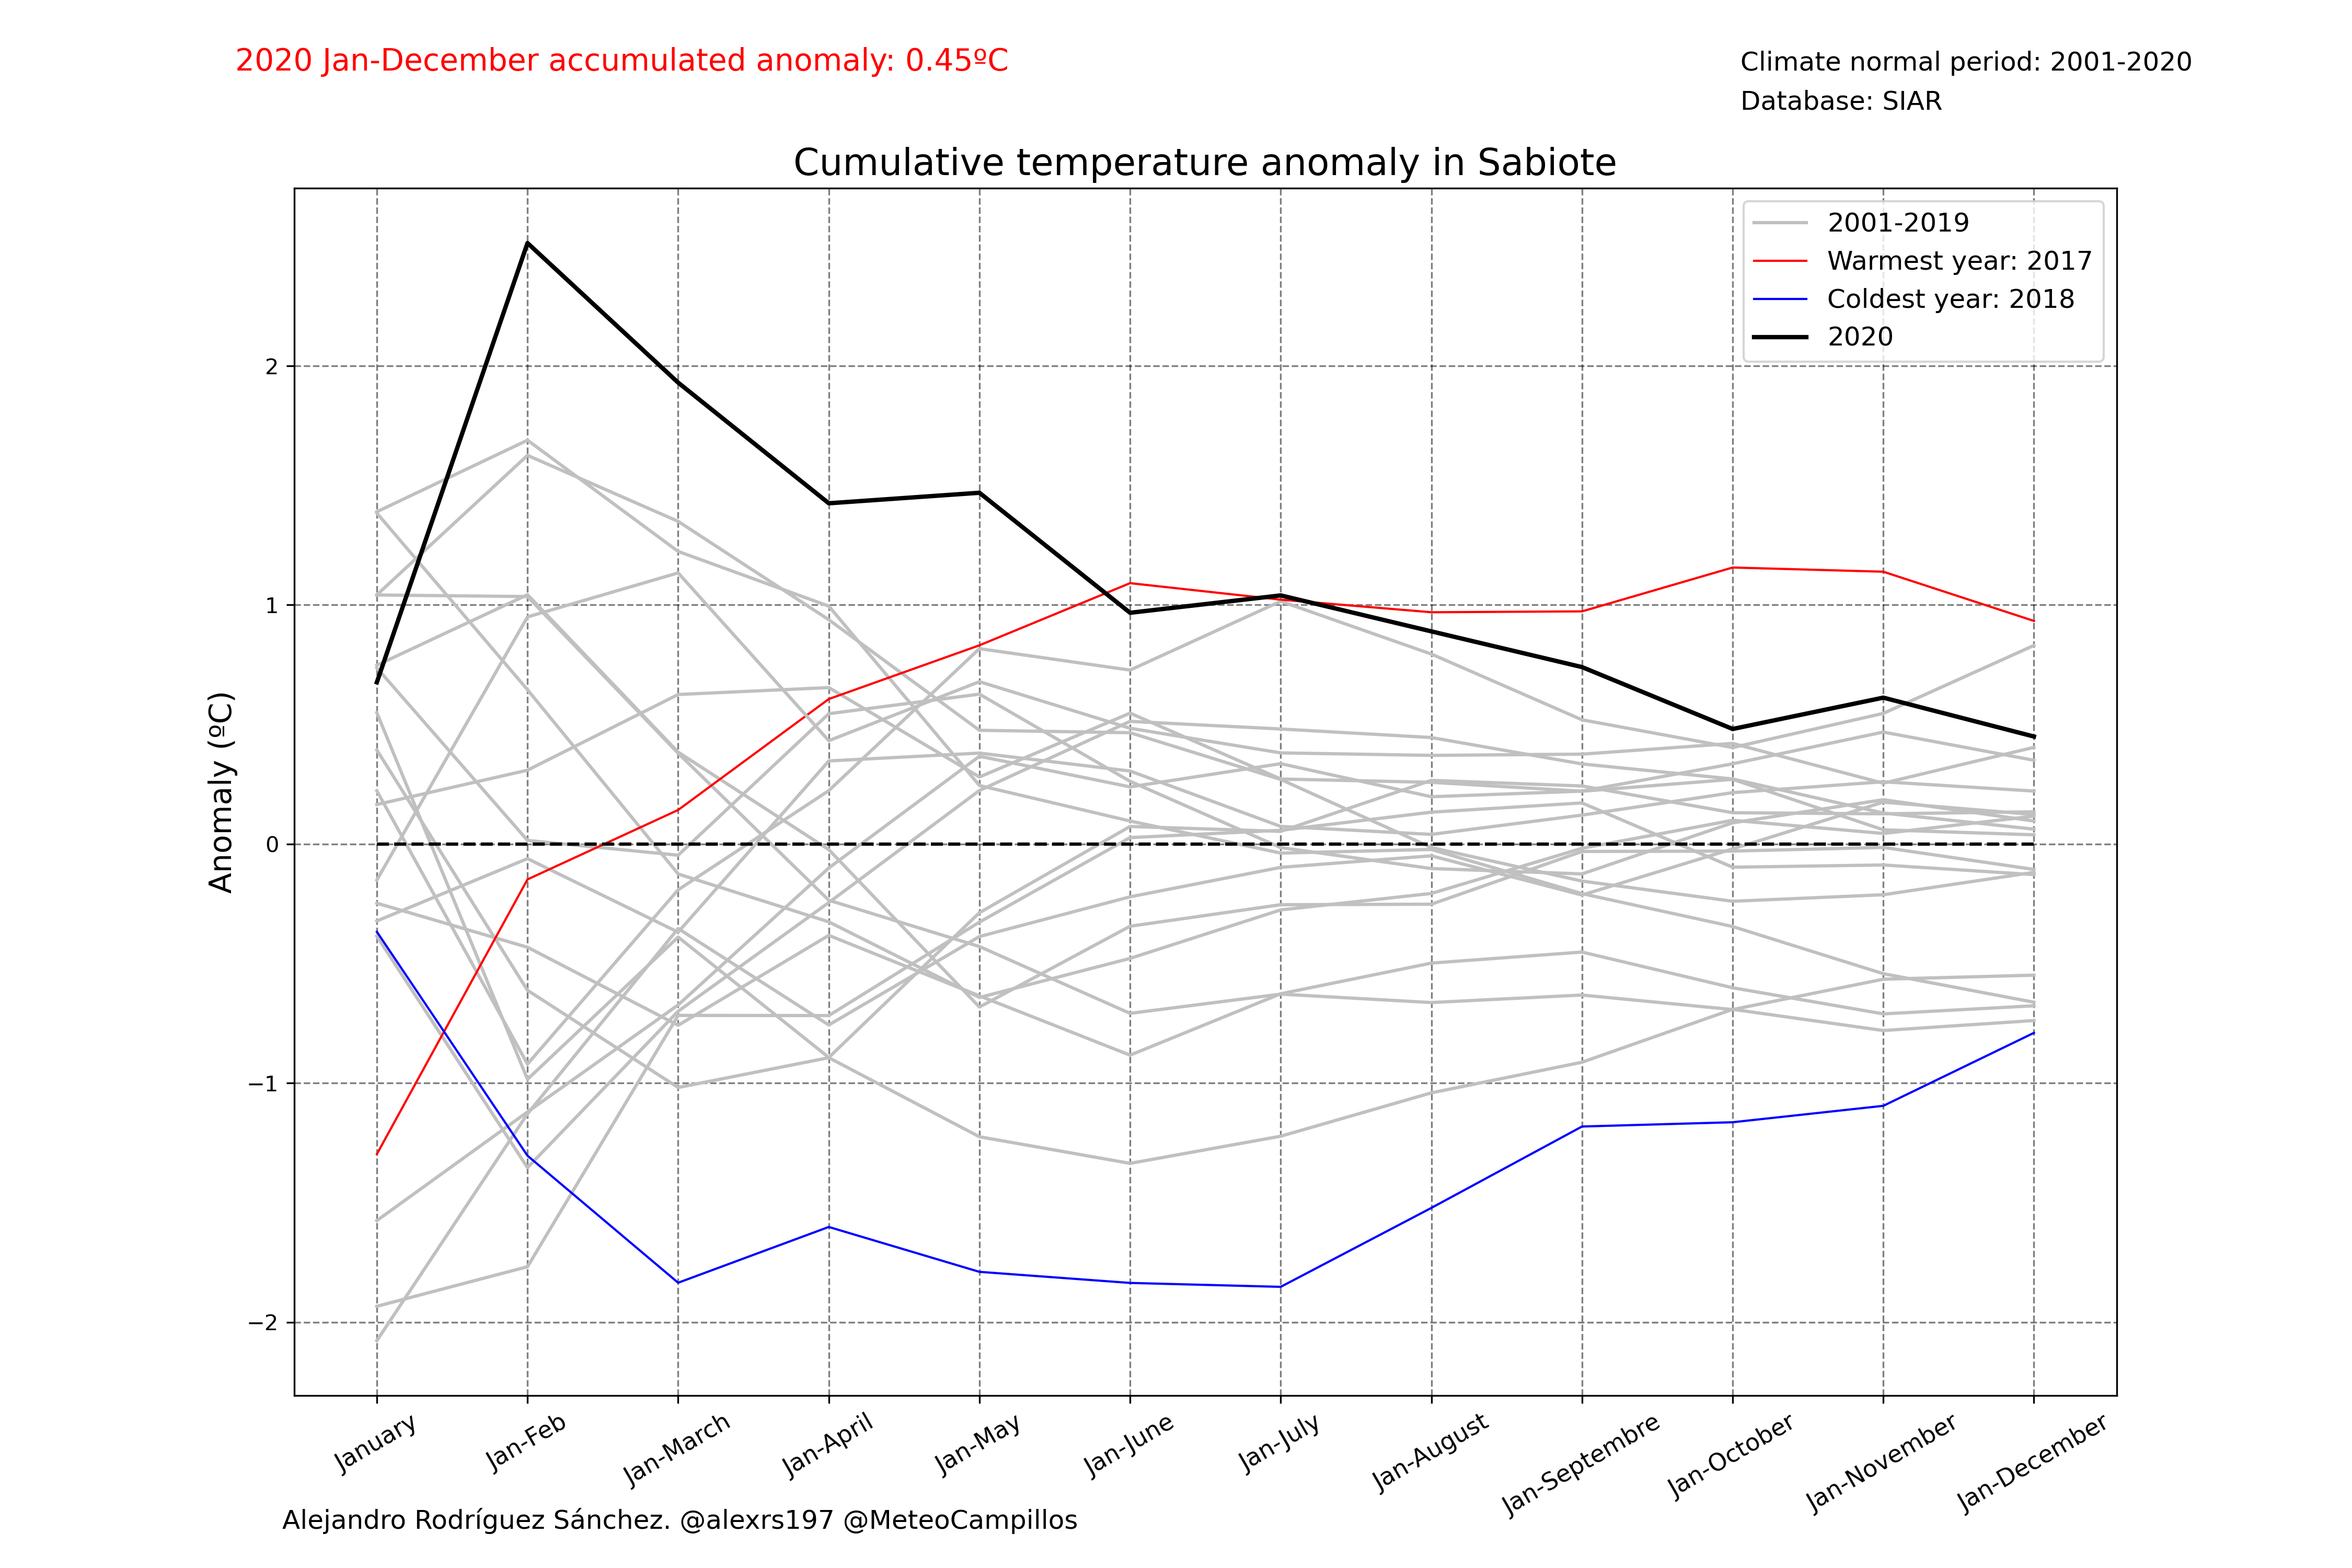 2020 Jan-December accumulated anomaly: 0.45ºC
Climate normal period: 2001-2020
Database: SIAR
Cumulative temperature anomaly in Sabiote
2001-2019
Warmest year: 2017
Coldest year: 2018
2020
Anomaly (ºC)
2
1
0
−1
−2
January
Jan-Feb
Jan-March
Jan-April
Jan-May
Jan-June
Jan-July
Jan-August
Jan-Septembre
Jan-October
Jan-November
Jan-December
Alejandro Rodríguez Sánchez. @alexrs197 @MeteoCampillos